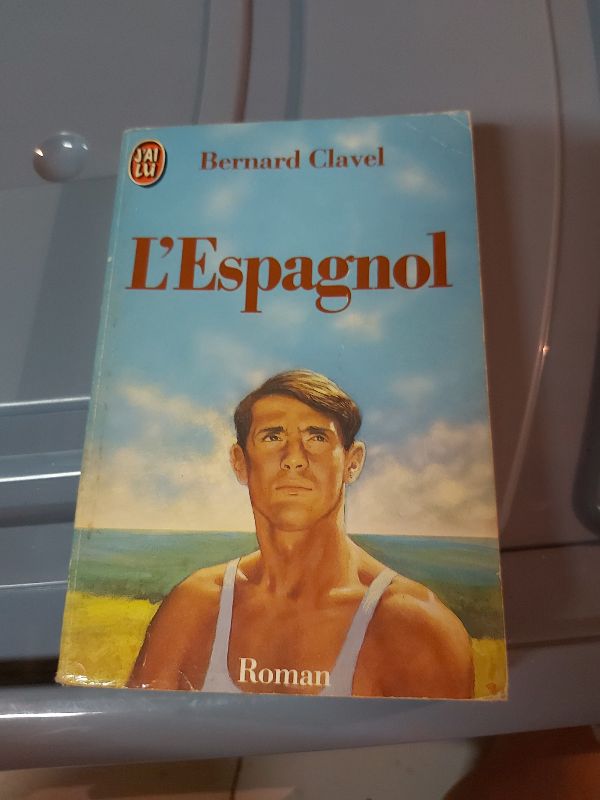 J'AI
LU
Bernard Clavel
L'Espagnol
Roman